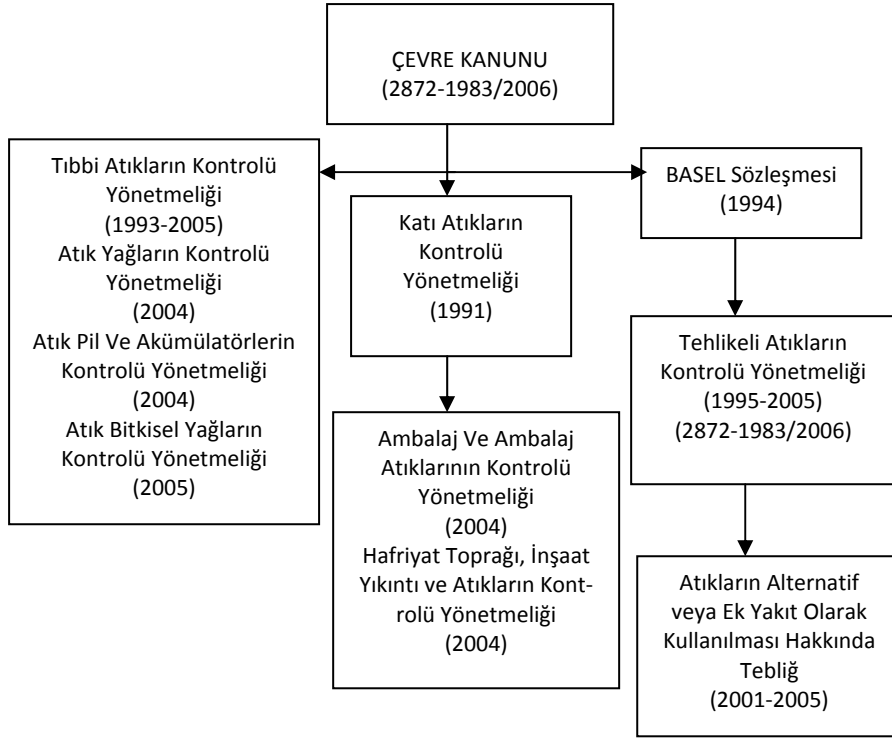 ÇEVRE KANUNU
(2872-1983/2006)
Tıbbi Atıkların Kontrolü
Yönetmeliği
(1993-2005)
Atık Yağların Kontrolü
Yönetmeliği
(2004)
Atık Pil Ve Akümülatörlerin
Kontrolü Yönetmeliği
(2004)
Atık Bitkisel Yağların
Kontrolü Yönetmeliği
(2005)
Katı Atıkların
Kontrolü
Yönetmeliği
(1991)
Ambalaj Ve Ambalaj
Atıklarının Kontrolü
Yönetmeliği
(2004)
Hafriyat Toprağı, İnşaat
Yıkıntı ve Atıkların Kont-
rolü Yönetmeliği
(2004)
BASEL Sözleşmesi
(1994)
Tehlikeli Atıkların
Kontrolü Yönetmeliği
(1995-2005)
(2872-1983/2006)
Atıkların Alternatif
veya Ek Yakıt Olarak
Kullanılması Hakkında
Tebliğ
(2001-2005)